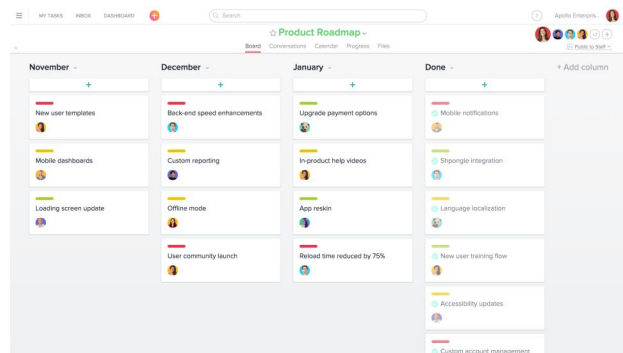 MY TASKS INBOX DASHBOARD
Search
Apollo Enterpris...
Product Roadmap
Board Conversations Calendar Progress Files
Public to Staff
November
December
January
Done
+ Add column
+
+
+
+
New user templates
Back-end speed enhancements
Upgrade payment options
Mobile notifications
Mobile dashboards
Custom reporting
In-product help videos
Shpongle integration
Loading screen update
Offline mode
App reskin
Language localization
User community launch
Reload time reduced by 75%
New user training flow
Accessibility updates
Custom account management